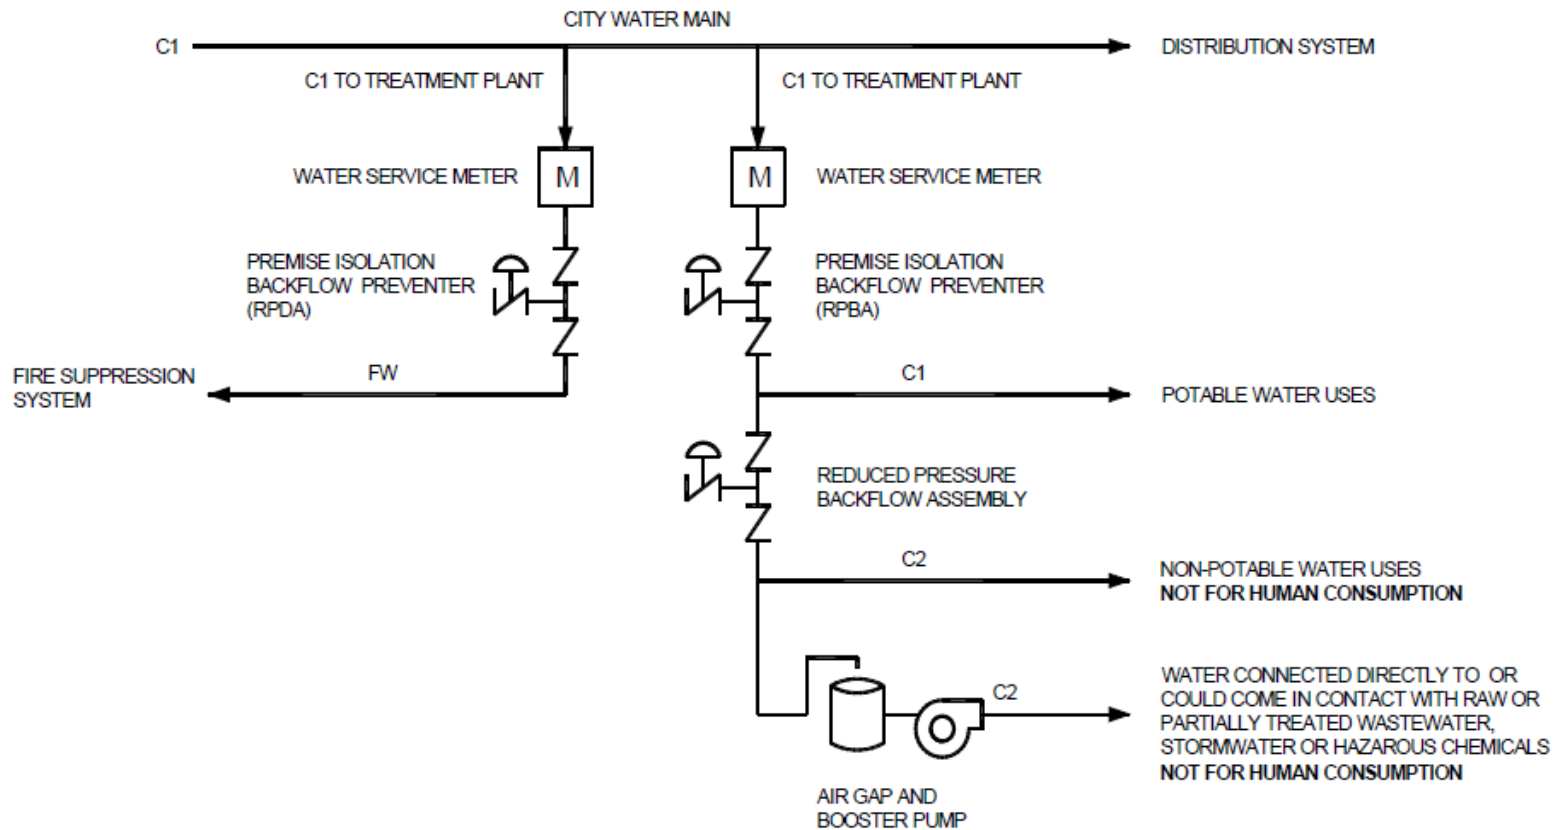 CITY WATER MAIN
C1
DISTRIBUTION SYSTEM
C1 TO TREATMENT PLANT
C1 TO TREATMENT PLANT
WATER SERVICE METER
M
M
WATER SERVICE METER
PREMISE ISOLATION
BACKFLOW PREVENTER
(RPDA)
PREMISE ISOLATION
BACKFLOW PREVENTER
(RPBA)
FIRE SUPPRESSION
SYSTEM
FW
C1
POTABLE WATER USES
REDUCED PRESSURE
BACKFLOW ASSEMBLY
C2
NON-POTABLE WATER USES
NOT FOR HUMAN CONSUMPTION
C2
WATER CONNECTED DIRECTLY TO OR
COULD COME IN CONTACT WITH RAW OR
PARTIALLY TREATED WASTEWATER,
STORMWATER OR HAZAROUS CHEMICALS
NOT FOR HUMAN CONSUMPTION
AIR GAP AND
BOOSTER PUMP